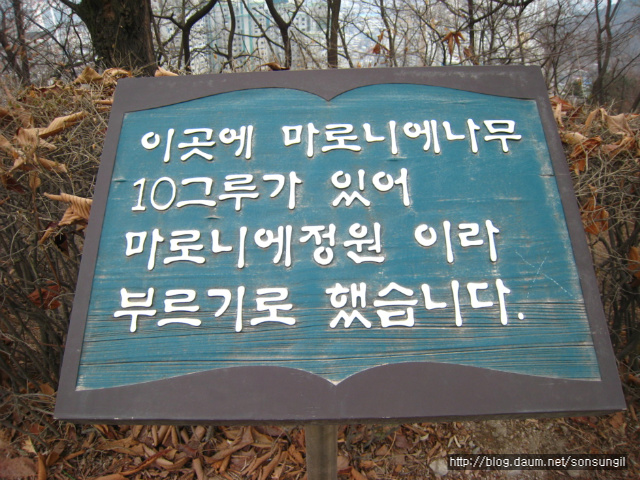 이곳에 마로니에나무
10그루가 있어
마로니에정원 이라
부르기로 했습니다.
http://blog.daum.net/sonsungil